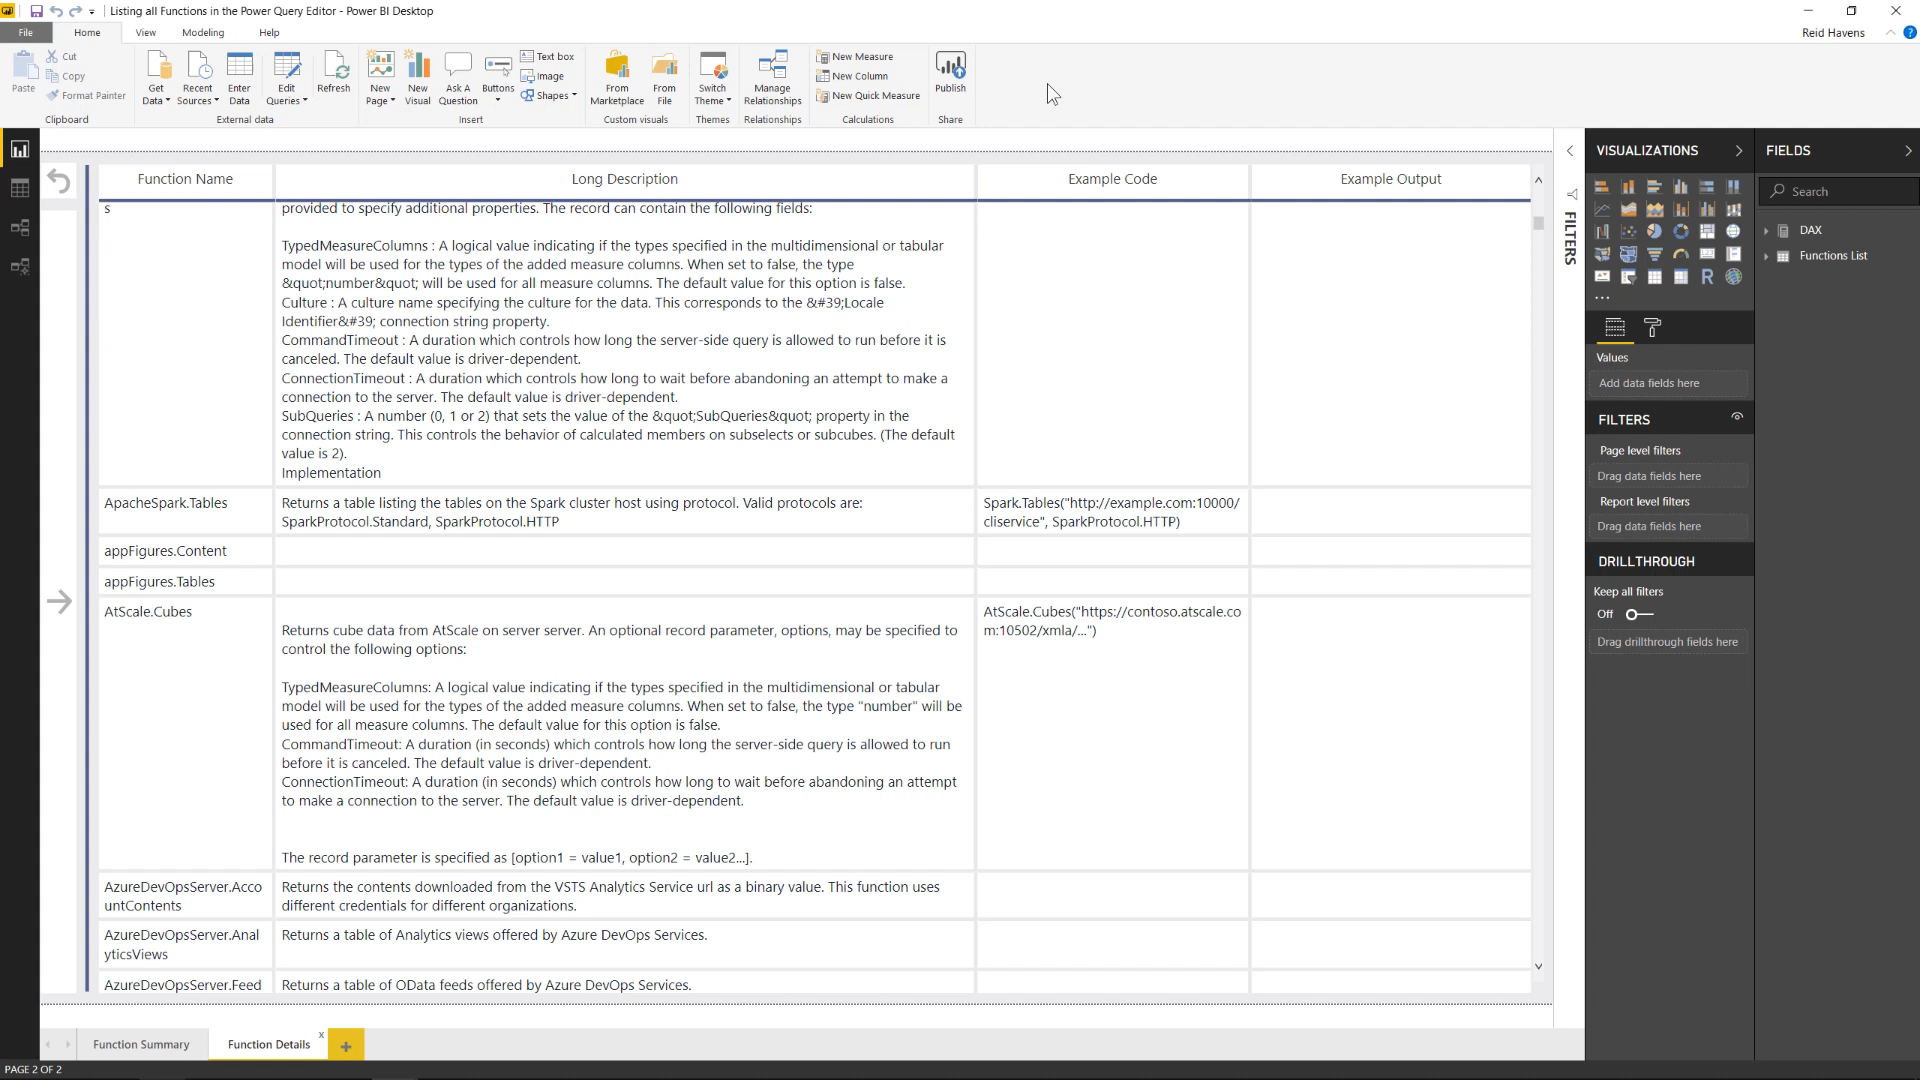 Listing all Functions in the Power Query Editor - Power BI Desktop
File
Home
View
Modeling
Help
Reid Havens
Paste
Cut
Copy
Format Painter
Clipboard
Get Data
Recent Sources
Enter Data
Edit Queries
Refresh
External data
New Page
New Visual
Ask A Question
Buttons
Text box
Image
Shapes
Insert
From Marketplace
From File
Custom visuals
Switch Theme
Themes
Manage Relationships
Relationships
New Measure
New Column
New Quick Measure
Calculations
Publish
Share
Function Name
Long Description
Example Code
Example Output
s
provided to specify additional properties. The record can contain the following fields:
TypedMeasureColumns : A logical value indicating if the types specified in the multidimensional or tabular
model will be used for the types of the added measure columns. When set to false, the type
&quot;number&quot; will be used for all measure columns. The default value for this option is false.
Culture : A culture name specifying the culture for the data. This corresponds to the &#39;Locale
Identifier&#39; connection string property.
CommandTimeout : A duration which controls how long the server-side query is allowed to run before it is
canceled. The default value is driver-dependent.
ConnectionTimeout : A duration which controls how long to wait before abandoning an attempt to make a
connection to the server. The default value is driver-dependent.
SubQueries : A number (0, 1 or 2) that sets the value of the &quot;SubQueries&quot; property in the
connection string. This controls the behavior of calculated members on subselects or subcubes. (The default
value is 2).
Implementation
ApacheSpark.Tables
Returns a table listing the tables on the Spark cluster host using protocol. Valid protocols are:
SparkProtocol.Standard, SparkProtocol.HTTP
Spark.Tables("http://example.com:10000/
cliservice", SparkProtocol.HTTP)
appFigures.Content
appFigures.Tables
AtScale.Cubes
Returns cube data from AtScale on server server. An optional record parameter, options, may be specified to
control the following options:
TypedMeasureColumns: A logical value indicating if the types specified in the multidimensional or tabular
model will be used for the types of the added measure columns. When set to false, the type "number" will be
used for all measure columns. The default value for this option is false.
CommandTimeout: A duration (in seconds) which controls how long the server-side query is allowed to run
before it is canceled. The default value is driver-dependent.
ConnectionTimeout: A duration (in seconds) which controls how long to wait before abandoning an attempt
to make a connection to the server. The default value is driver-dependent.
The record parameter is specified as [option1 = value1, option2 = value2...].
AtScale.Cubes("https://contoso.atscale.co
m:10502/xmla/...")
AzureDevOpsServer.Acco
untContents
Returns the contents downloaded from the VSTS Analytics Service url as a binary value. This function uses
different credentials for different organizations.
AzureDevOpsServer.Anal
yticsViews
Returns a table of Analytics views offered by Azure DevOps Services.
AzureDevOpsServer.Feed
Returns a table of OData feeds offered by Azure DevOps Services.
FILTERS
VISUALIZATIONS
R
Values
Add data fields here
FILTERS
Page level filters
Drag data fields here
Report level filters
Drag data fields here
DRILLTHROUGH
Keep all filters
Off
Drag drillthrough fields here
FIELDS
Search
DAX
Functions List
Function Summary
Function Details
x
PAGE 2 OF 2